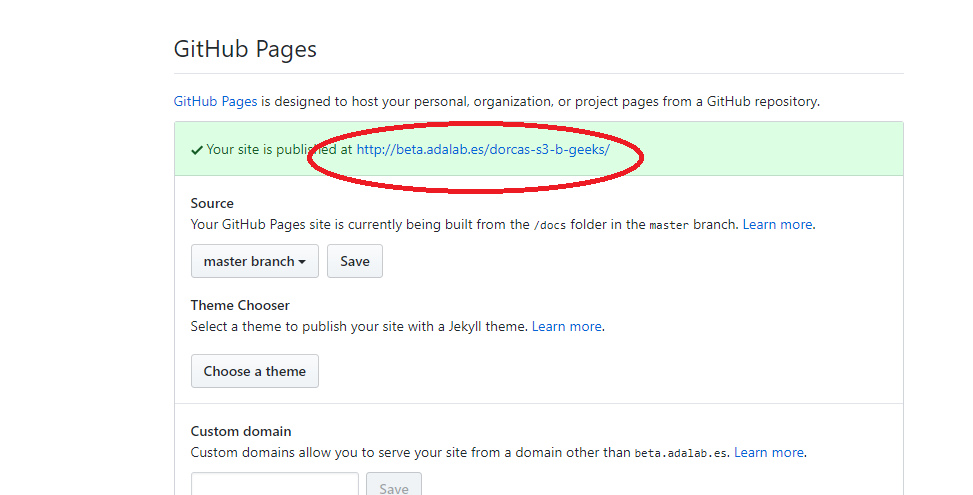 GitHub Pages
GitHub Pages is designed to host your personal, organization, or project pages from a GitHub repository.
Your site is published at http://beta.adalab.es/dorcas-s3-b-geeks/
Source
Your GitHub Pages site is currently being built from the /docs folder in the master branch. Learn more.
master branch Save
Theme Chooser
Select a theme to publish your site with a Jekyll theme. Learn more.
Choose a theme
Custom domain
Custom domains allow you to serve your site from a domain other than beta.adalab.es. Learn more.
Save